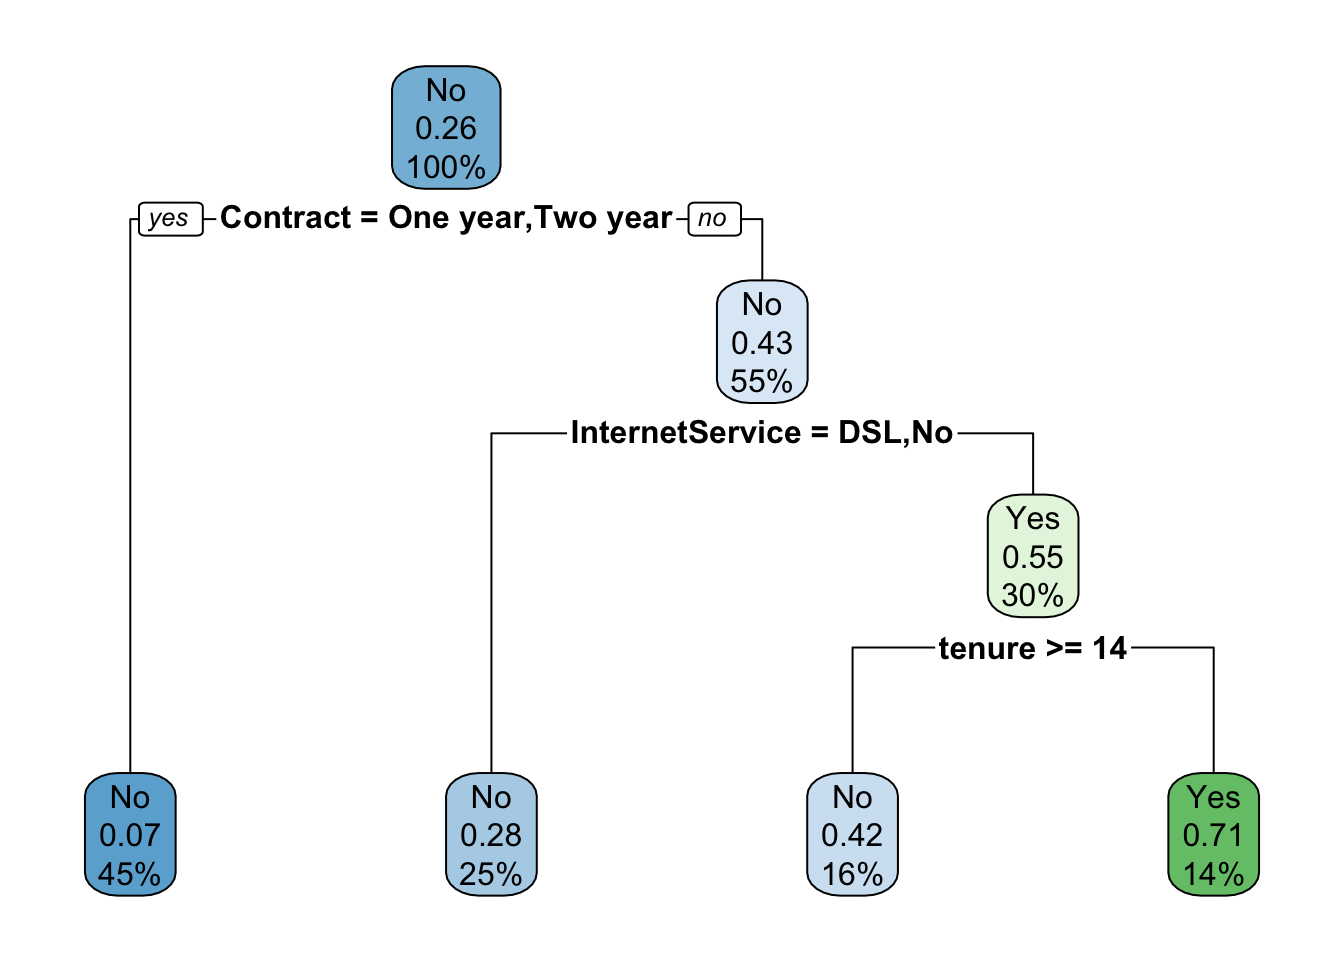 No
0.26
100%
yes Contract = One year,Two year no
No
0.43
55%
InternetService = DSL,No
Yes
0.55
30%
tenure >= 14
No
0.07
45%
No
0.28
25%
No
0.42
16%
Yes
0.71
14%